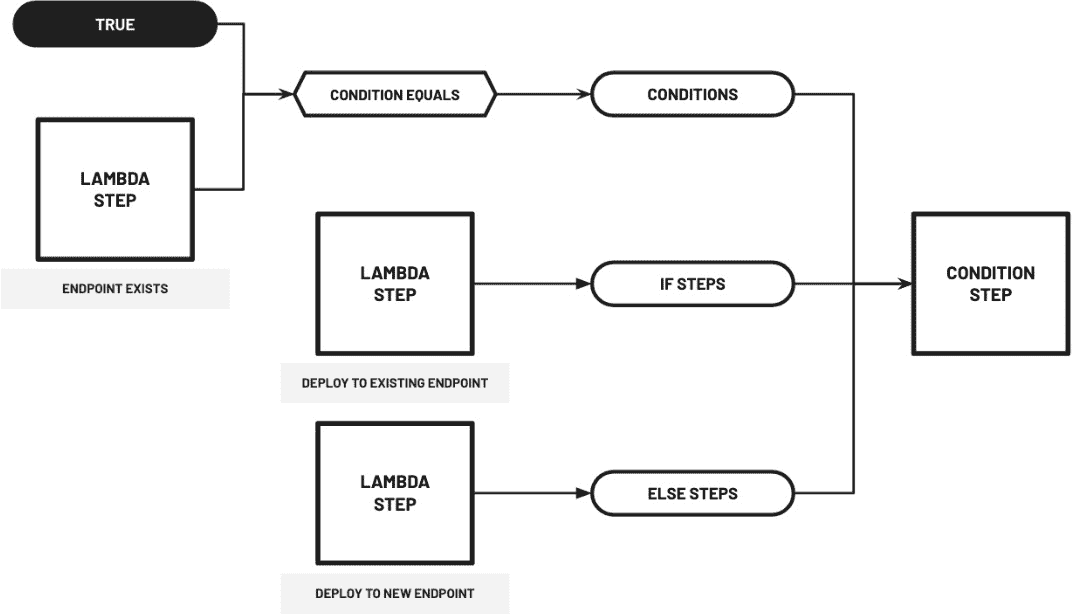 TRUE
CONDITION EQUALS
CONDITIONS
LAMBDA
STEP
ENDPOINT EXISTS
LAMBDA
STEP
IF STEPS
CONDITION
STEP
DEPLOY TO EXISTING ENDPOINT
LAMBDA
STEP
ELSE STEPS
DEPLOY TO NEW ENDPOINT